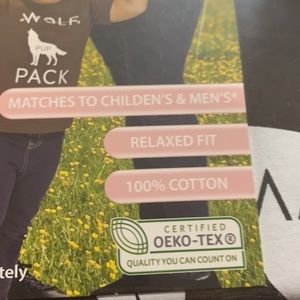 WOLF
PUP
PACK
MATCHES TO CHILDEN'S & MEN'S*
RELAXED FIT
100% COTTON
CERTIFIED
OEKO-TEX®
QUALITY YOU CAN COUNT ON
tely